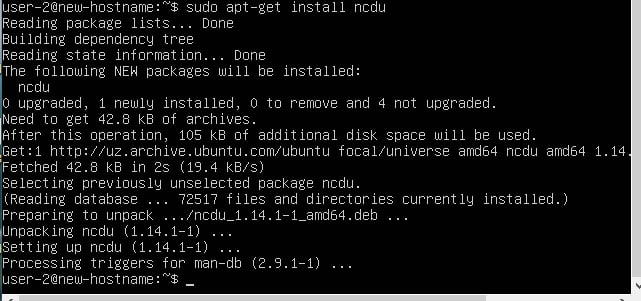 user-2@new-hostname:~$ sudo apt-get install ncdu
Reading package lists... Done
Building dependency tree
Reading state information... Done
The following NEW packages will be installed:
  ncdu
0 upgraded, 1 newly installed, 0 to remove and 4 not upgraded.
Need to get 42.8 kB of archives.
After this operation, 105 kB of additional disk space will be used.
Get:1 http://uz.archive.ubuntu.com/ubuntu focal/universe amd64 ncdu amd64 1.14.
Fetched 42.8 kB in 2s (19.4 kB/s)
Selecting previously unselected package ncdu.
(Reading database ... 72517 files and directories currently installed.)
Preparing to unpack .../ncdu_1.14.1-1_amd64.deb ...
Unpacking ncdu (1.14.1-1) ...
Setting up ncdu (1.14.1-1) ...
Processing triggers for man-db (2.9.1-1) ...
user-2@new-hostname:~$ _